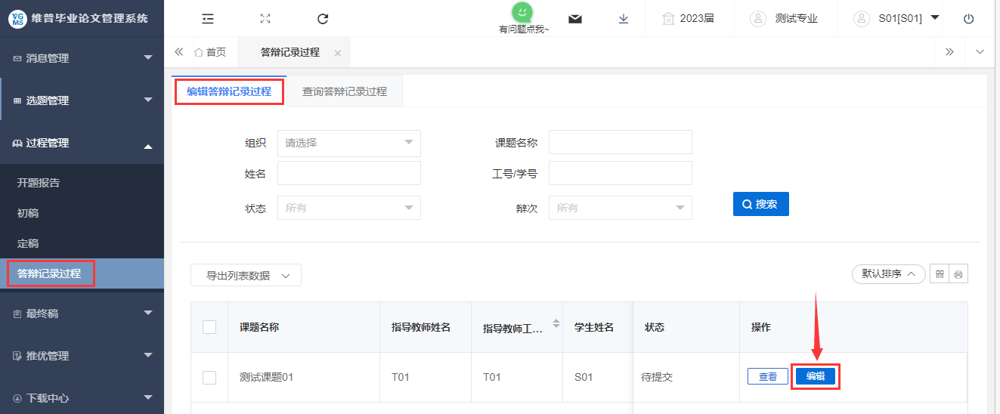 VG MS 维普毕业论文管理系统
有问题点我~
2023届
测试专业
S01[S01]
消息管理
选题管理
过程管理
开题报告
初稿
定稿
答辩记录过程
最终稿
推优管理
下载中心
首页
答辩记录过程
编辑答辩记录过程
查询答辩记录过程
组织 请选择
课题名称
姓名
工号/学号
状态 所有
辩次 所有
搜索
导出列表数据
默认排序
课题名称 指导教师姓名 指导教师工... 学生姓名 状态 操作
测试课题01 T01 T01 S01 待提交 查看 编辑